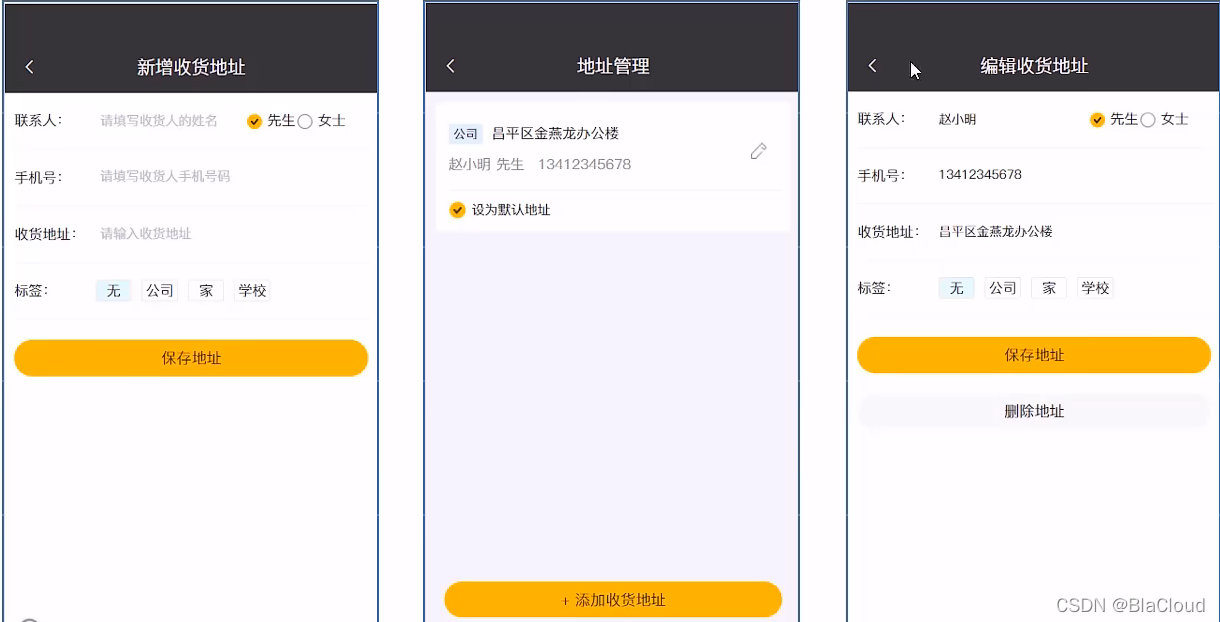 新增收货地址
联系人： 请填写收货人的姓名 先生 女士
手机号： 请填写收货人手机号码
收货地址： 请输入收货地址
标签： 无 公司 家 学校
保存地址
地址管理
公司 昌平区金燕龙办公楼
赵小明 先生 13412345678
设为默认地址
+ 添加收货地址
编辑收货地址
联系人： 赵小明 先生 女士
手机号： 13412345678
收货地址： 昌平区金燕龙办公楼
标签： 无 公司 家 学校
保存地址
删除地址
CSDN @BlaCloud